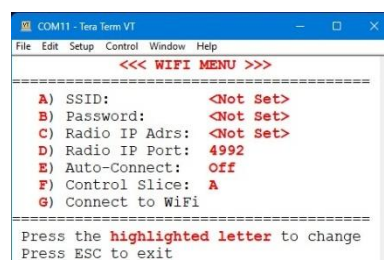 COM11 - Tera Term VT
File Edit Setup Control Window Help
<<< WIFI MENU >>>
========================================
A) SSID: <Not Set>
B) Password: <Not Set>
C) Radio IP Adrs: <Not Set>
D) Radio IP Port: 4992
E) Auto-Connect: Off
F) Control Slice: A
G) Connect to WiFi
========================================
Press the highlighted letter to change
Press ESC to exit